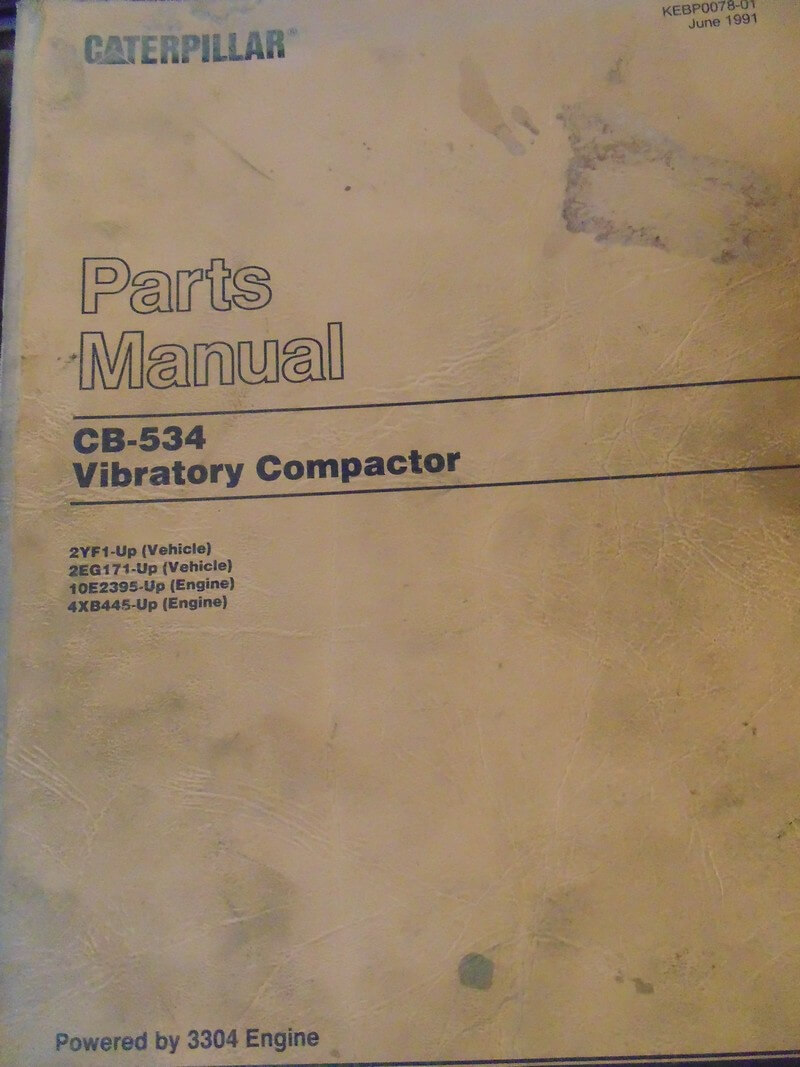 KEBP0078-01
June 1991
CATERPILLAR®
Parts
Manual
CB-534
Vibratory Compactor
2YF1-Up (Vehicle)
2EG171-Up (Vehicle)
10E2395-Up (Engine)
4XB445-Up (Engine)
Powered by 3304 Engine